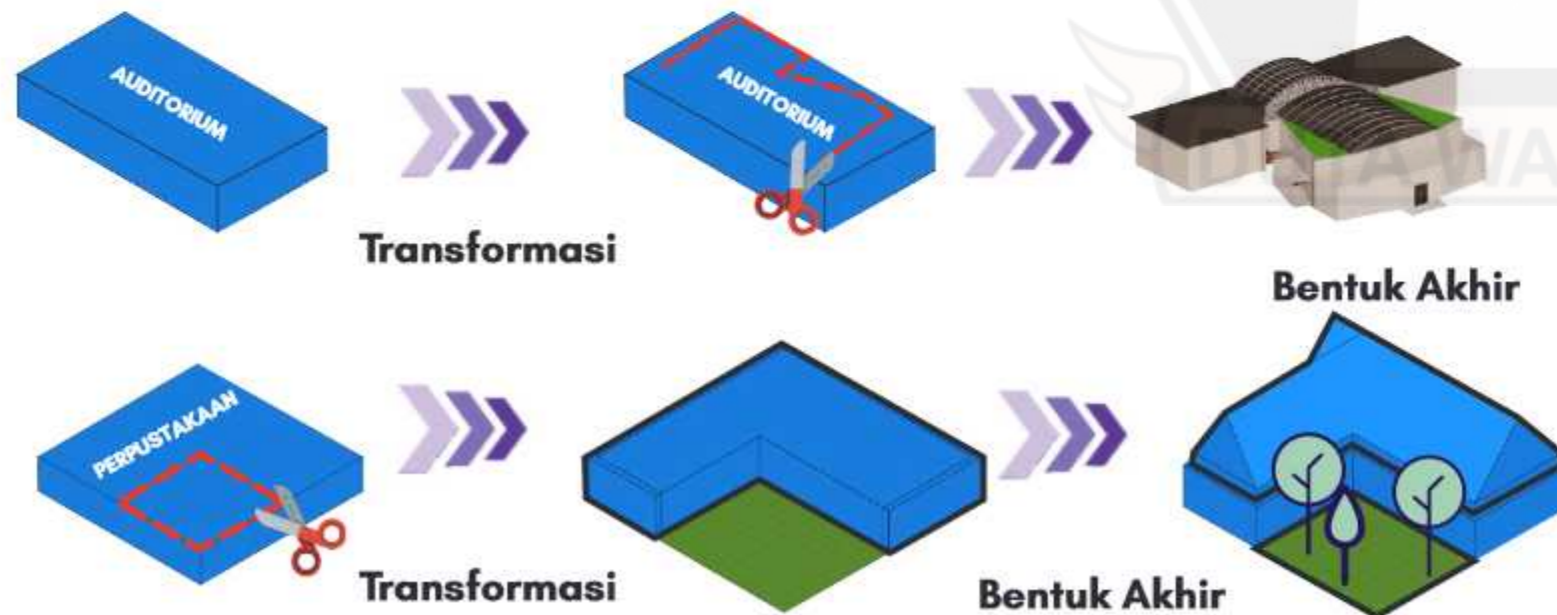 AUDITORIUM
AUDITORIUM
Transformasi
Bentuk Akhir
PERPUSTAKAAN
Transformasi
Bentuk Akhir